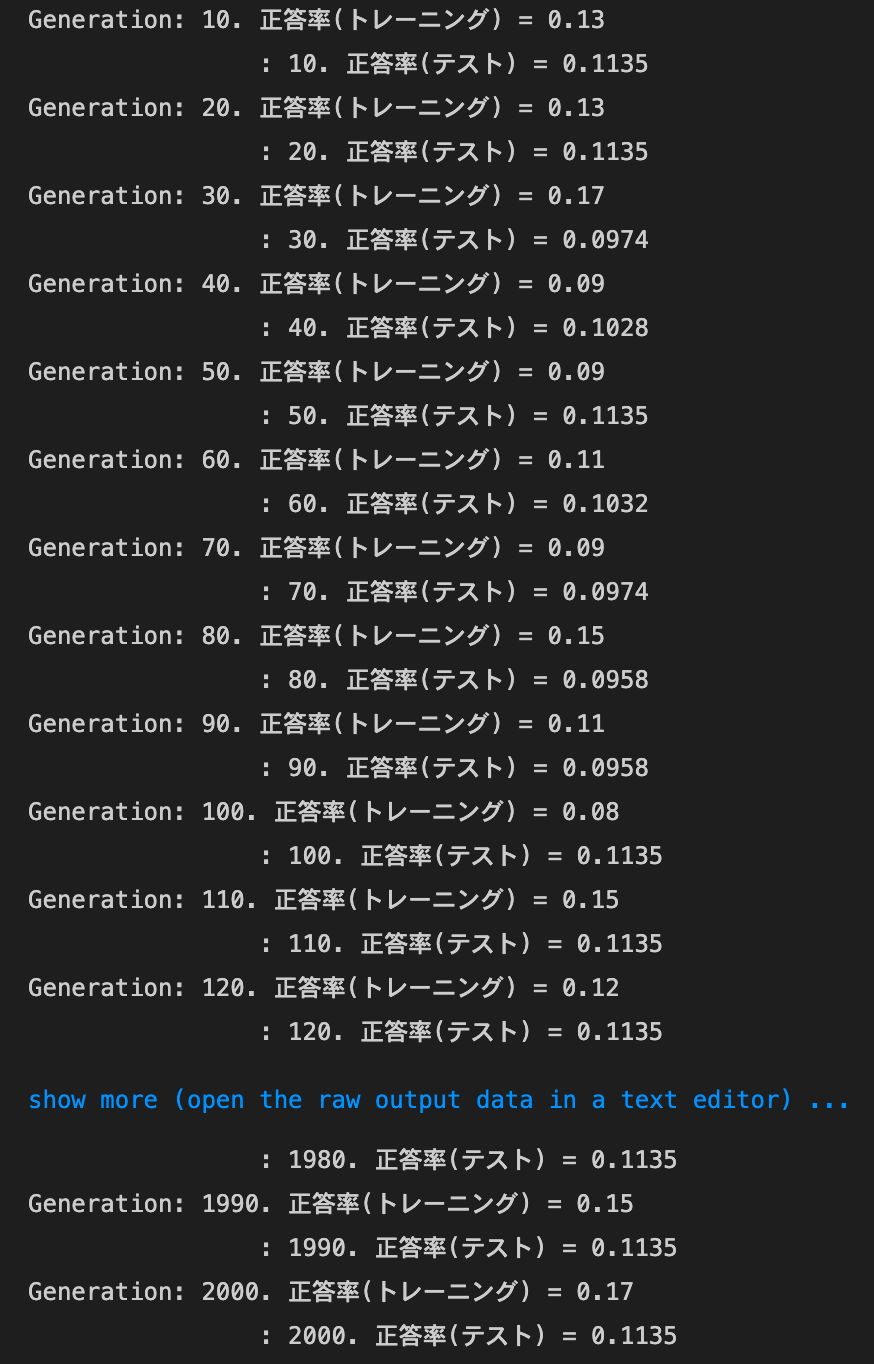 Generation: 10. 正答率(トレーニング) = 0.13
: 10. 正答率(テスト) = 0.1135
Generation: 20. 正答率(トレーニング) = 0.13
: 20. 正答率(テスト) = 0.1135
Generation: 30. 正答率(トレーニング) = 0.17
: 30. 正答率(テスト) = 0.0974
Generation: 40. 正答率(トレーニング) = 0.09
: 40. 正答率(テスト) = 0.1028
Generation: 50. 正答率(トレーニング) = 0.09
: 50. 正答率(テスト) = 0.1135
Generation: 60. 正答率(トレーニング) = 0.11
: 60. 正答率(テスト) = 0.1032
Generation: 70. 正答率(トレーニング) = 0.09
: 70. 正答率(テスト) = 0.0974
Generation: 80. 正答率(トレーニング) = 0.15
: 80. 正答率(テスト) = 0.0958
Generation: 90. 正答率(トレーニング) = 0.11
: 90. 正答率(テスト) = 0.0958
Generation: 100. 正答率(トレーニング) = 0.08
: 100. 正答率(テスト) = 0.1135
Generation: 110. 正答率(トレーニング) = 0.15
: 110. 正答率(テスト) = 0.1135
Generation: 120. 正答率(トレーニング) = 0.12
: 120. 正答率(テスト) = 0.1135
show more (open the raw output data in a text editor) ...
: 1980. 正答率(テスト) = 0.1135
Generation: 1990. 正答率(トレーニング) = 0.15
: 1990. 正答率(テスト) = 0.1135
Generation: 2000. 正答率(トレーニング) = 0.17
: 2000. 正答率(テスト) = 0.1135